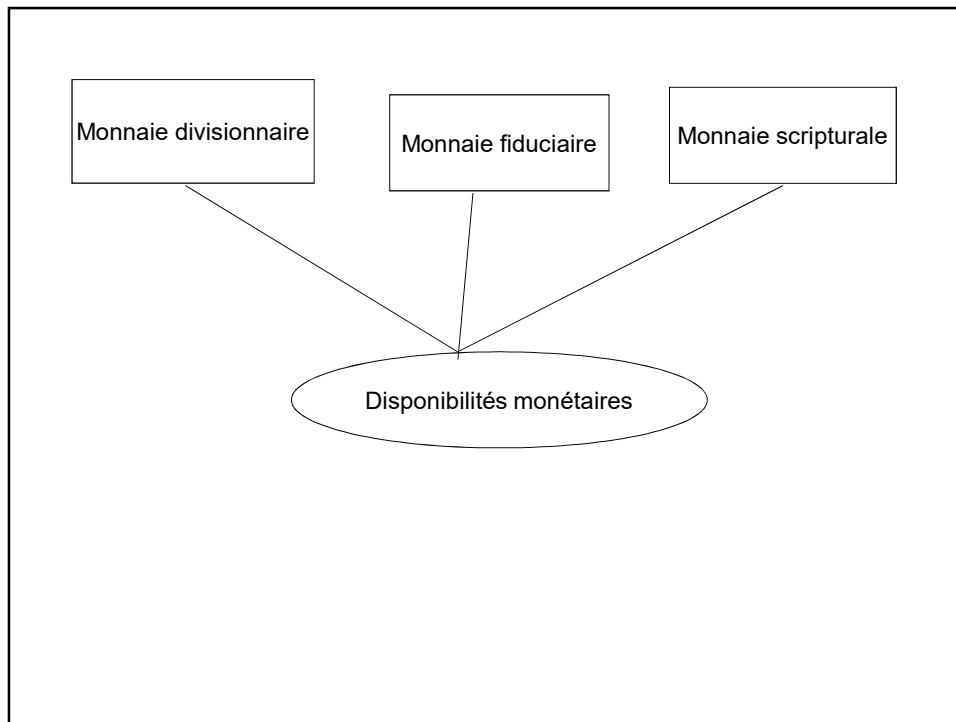 Monnaie divisionnaire
Monnaie fiduciaire
Monnaie scripturale
Disponibilités monétaires